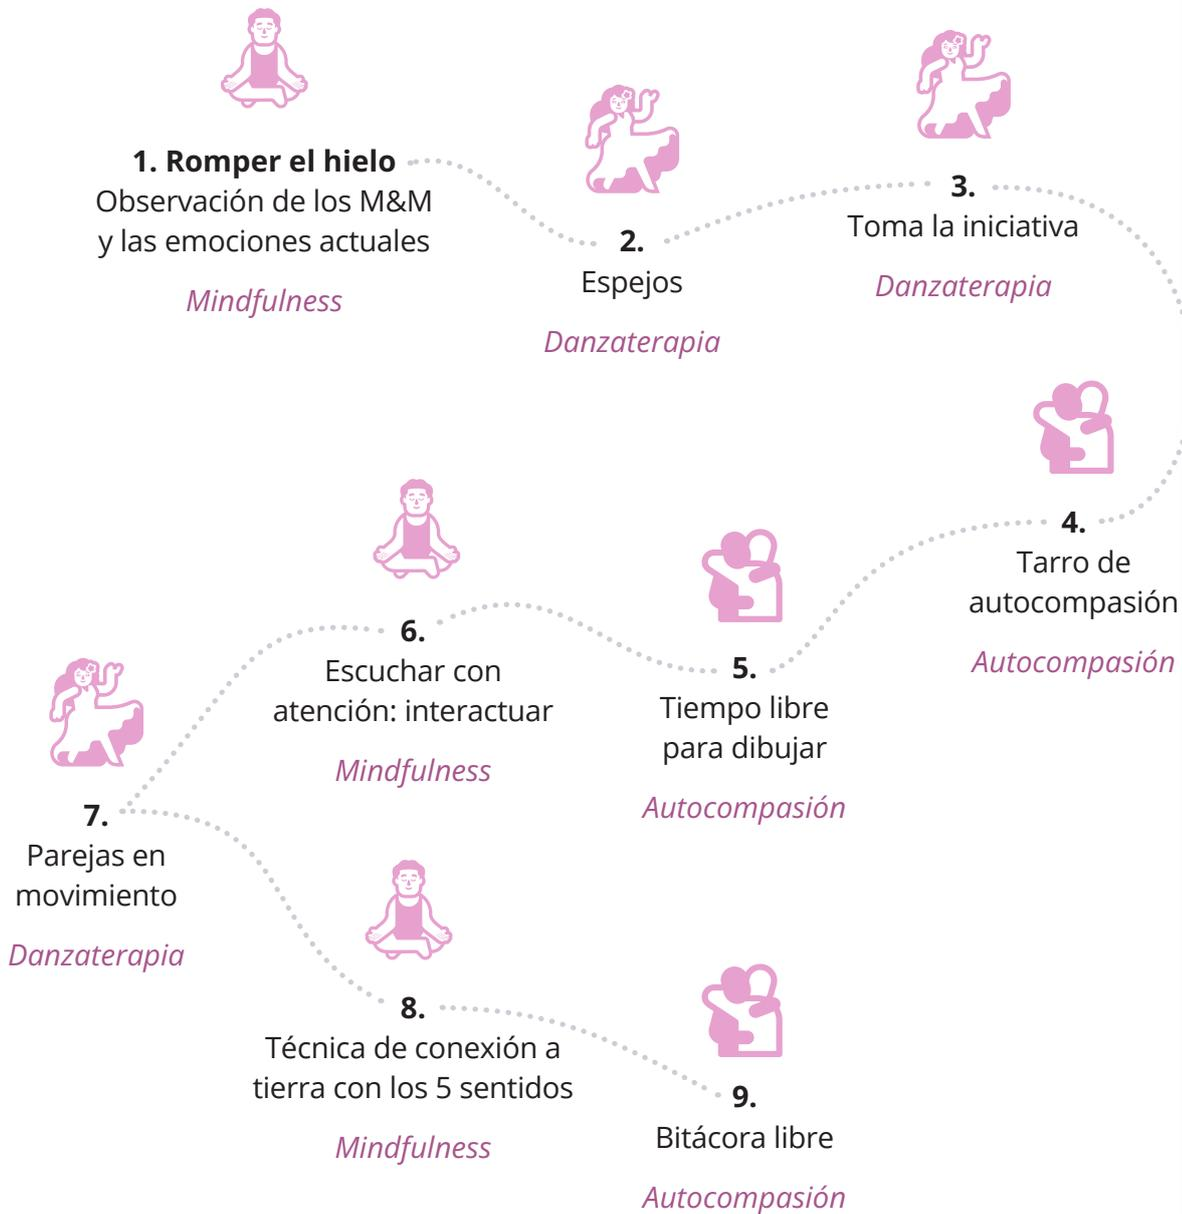 1. Romper el hielo
Observación de los M&M
y las emociones actuales
Mindfulness
2.
Espejos
Danzaterapia
3.
Toma la iniciativa
Danzaterapia
4.
Tarro de
autocompasión
Autocompasión
5.
Tiempo libre
para dibujar
Autocompasión
6.
Escuchar con
atención: interactuar
Mindfulness
7.
Parejas en
movimiento
Danzaterapia
8.
Técnica de conexión a
tierra con los 5 sentidos
Mindfulness
9.
Bitácora libre
Autocompasión